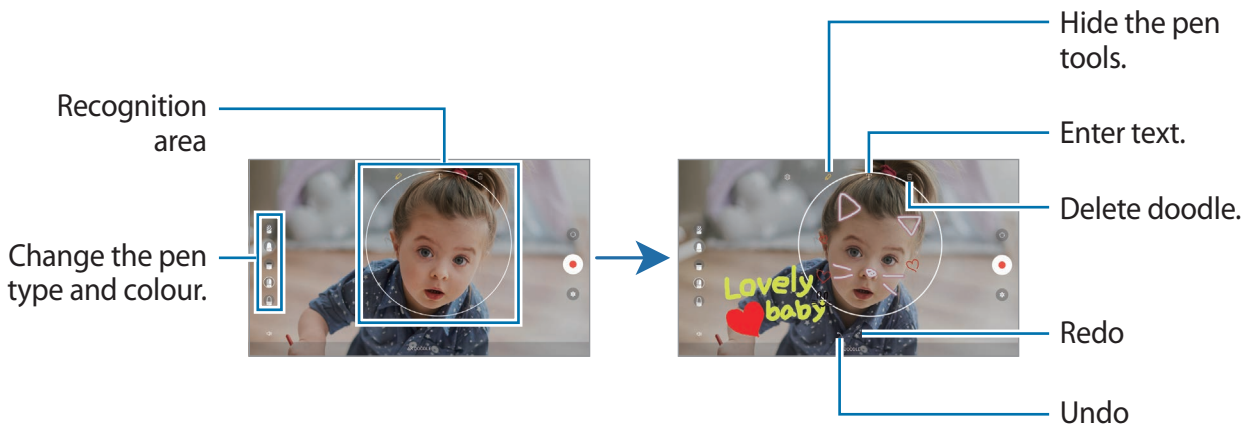 Hide the pen
tools.
Recognition
area
Enter text.
Delete doodle.
Change the pen
type and colour.
Lovely
baby
Redo
Undo